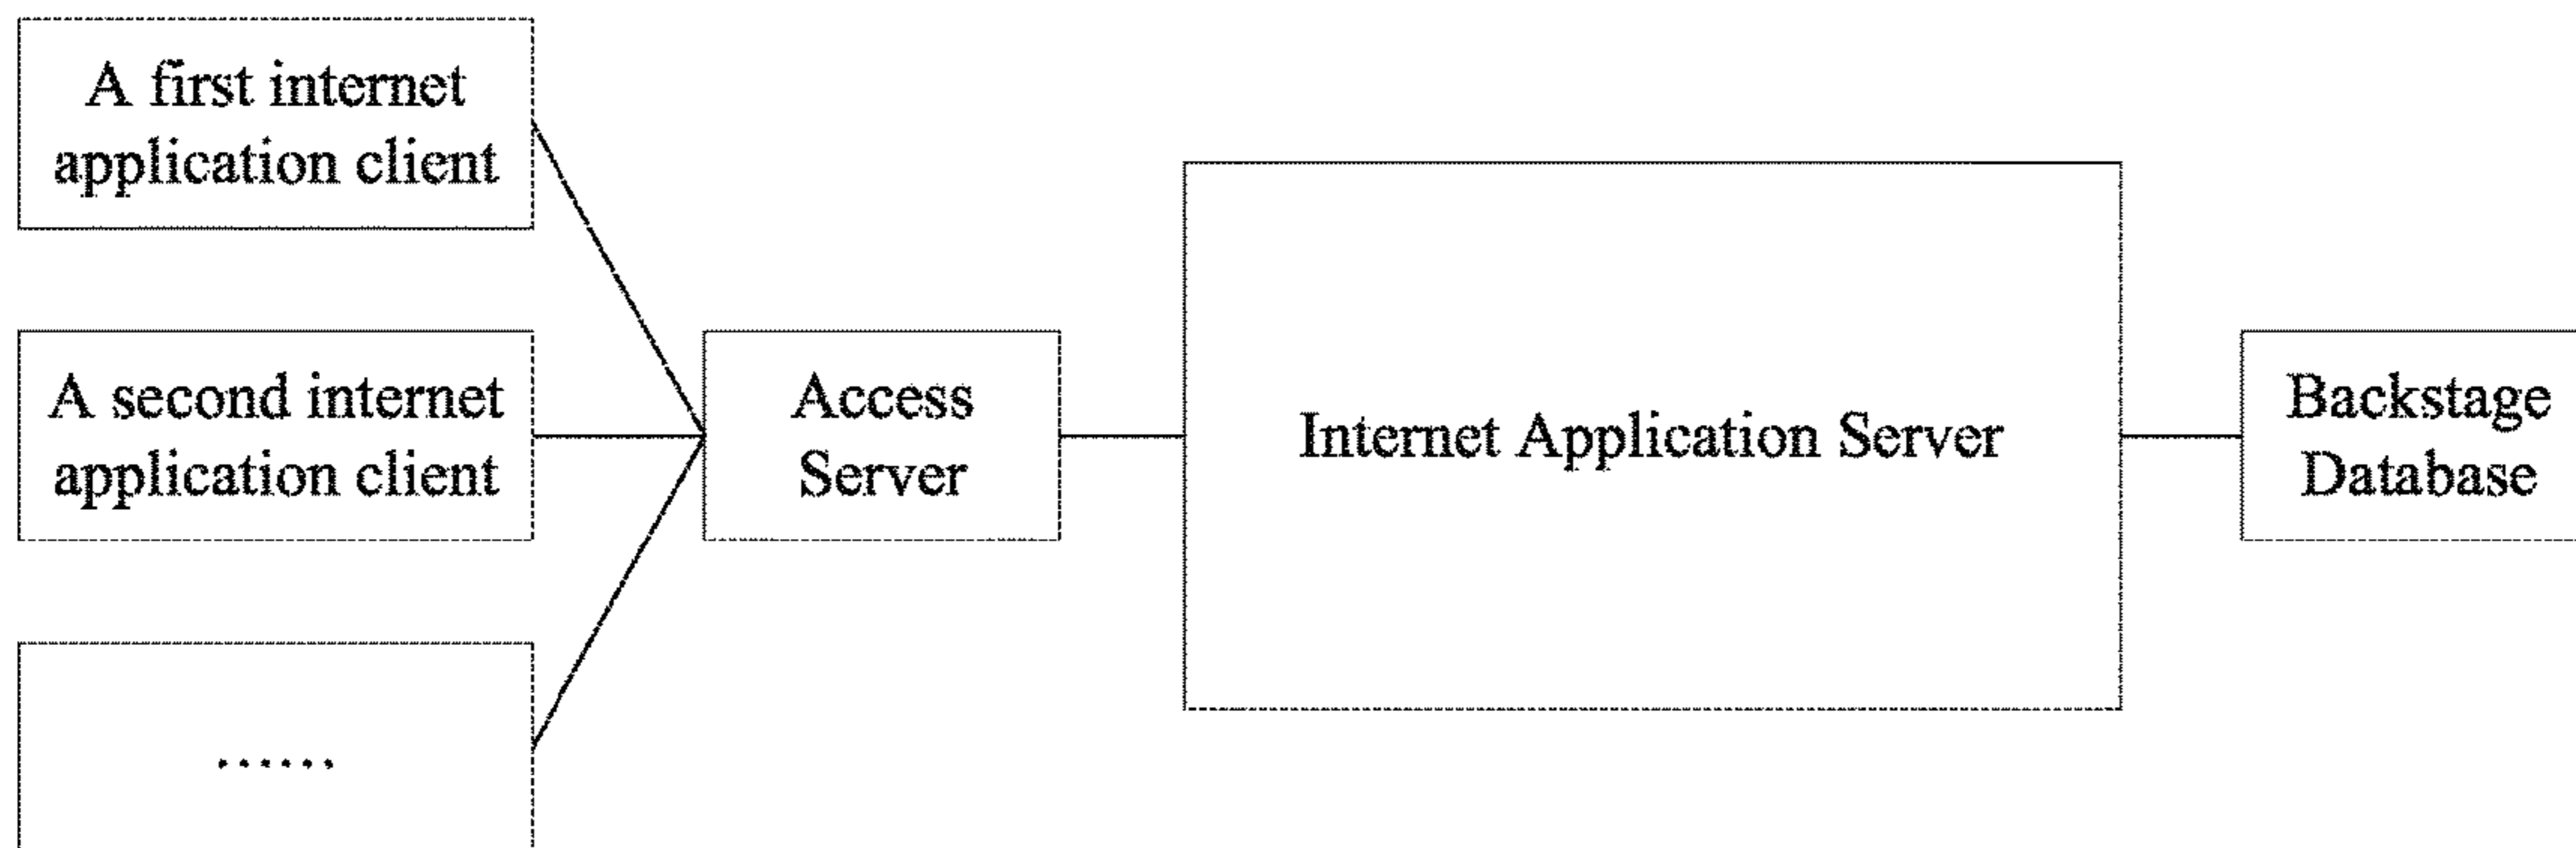 A first internet
application client
A second internet
application client
......
Access
Server
Internet Application Server
Backstage
Database